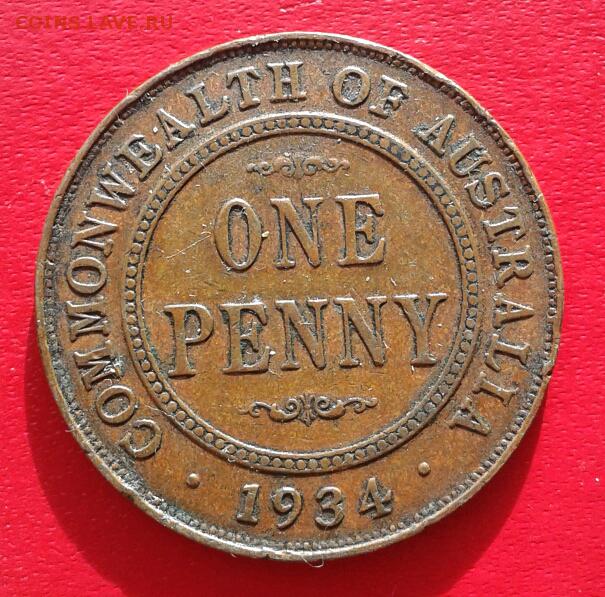 COINS.LAVE.RU
COMMONWEALTH OF AUSTRALIA
ONE
PENNY
· 1934 ·